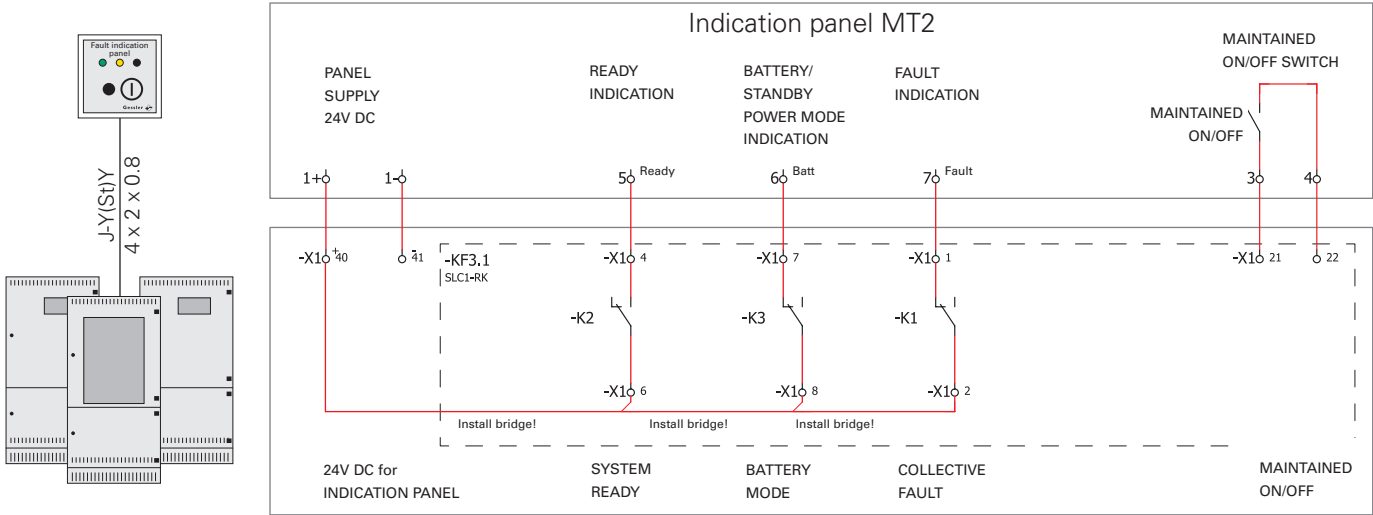 Indication panel MT2
Fault indication
panel
Gessler
J-Y(St)Y
4 x 2 x 0.8
PANEL
SUPPLY
24V DC
READY
INDICATION
BATTERY/
STANDBY
POWER MODE
INDICATION
FAULT
INDICATION
MAINTAINED
ON/OFF SWITCH
MAINTAINED
ON/OFF
1+
1-
5 Ready
6 Batt
7 Fault
3
4
-X1 + 40
- 41
-KF3.1
SLC1-RK
-X1 4
-X1 7
-X1 1
-X1 21
22
-K2
-K3
-K1
-X1 6
-X1 8
-X1 2
Install bridge!
Install bridge!
Install bridge!
24V DC for
INDICATION PANEL
SYSTEM
READY
BATTERY
MODE
COLLECTIVE
FAULT
MAINTAINED
ON/OFF